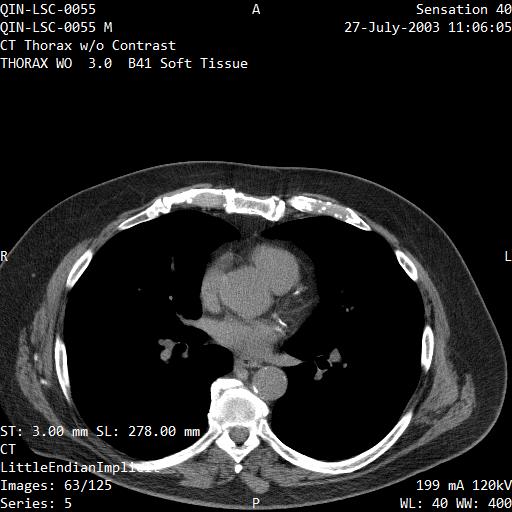 QIN-LSC-0055 A Sensation 40
QIN-LSC-0055 M 27-July-2003 11:06:05
CT Thorax w/o Contrast
THORAX WO 3.0 B41 Soft Tissue
R L
ST: 3.00 mm SL: 278.00 mm
CT
LittleEndianImplicit
Images: 63/125 199 mA 120kV
Series: 5 P WL: 40 WW: 400